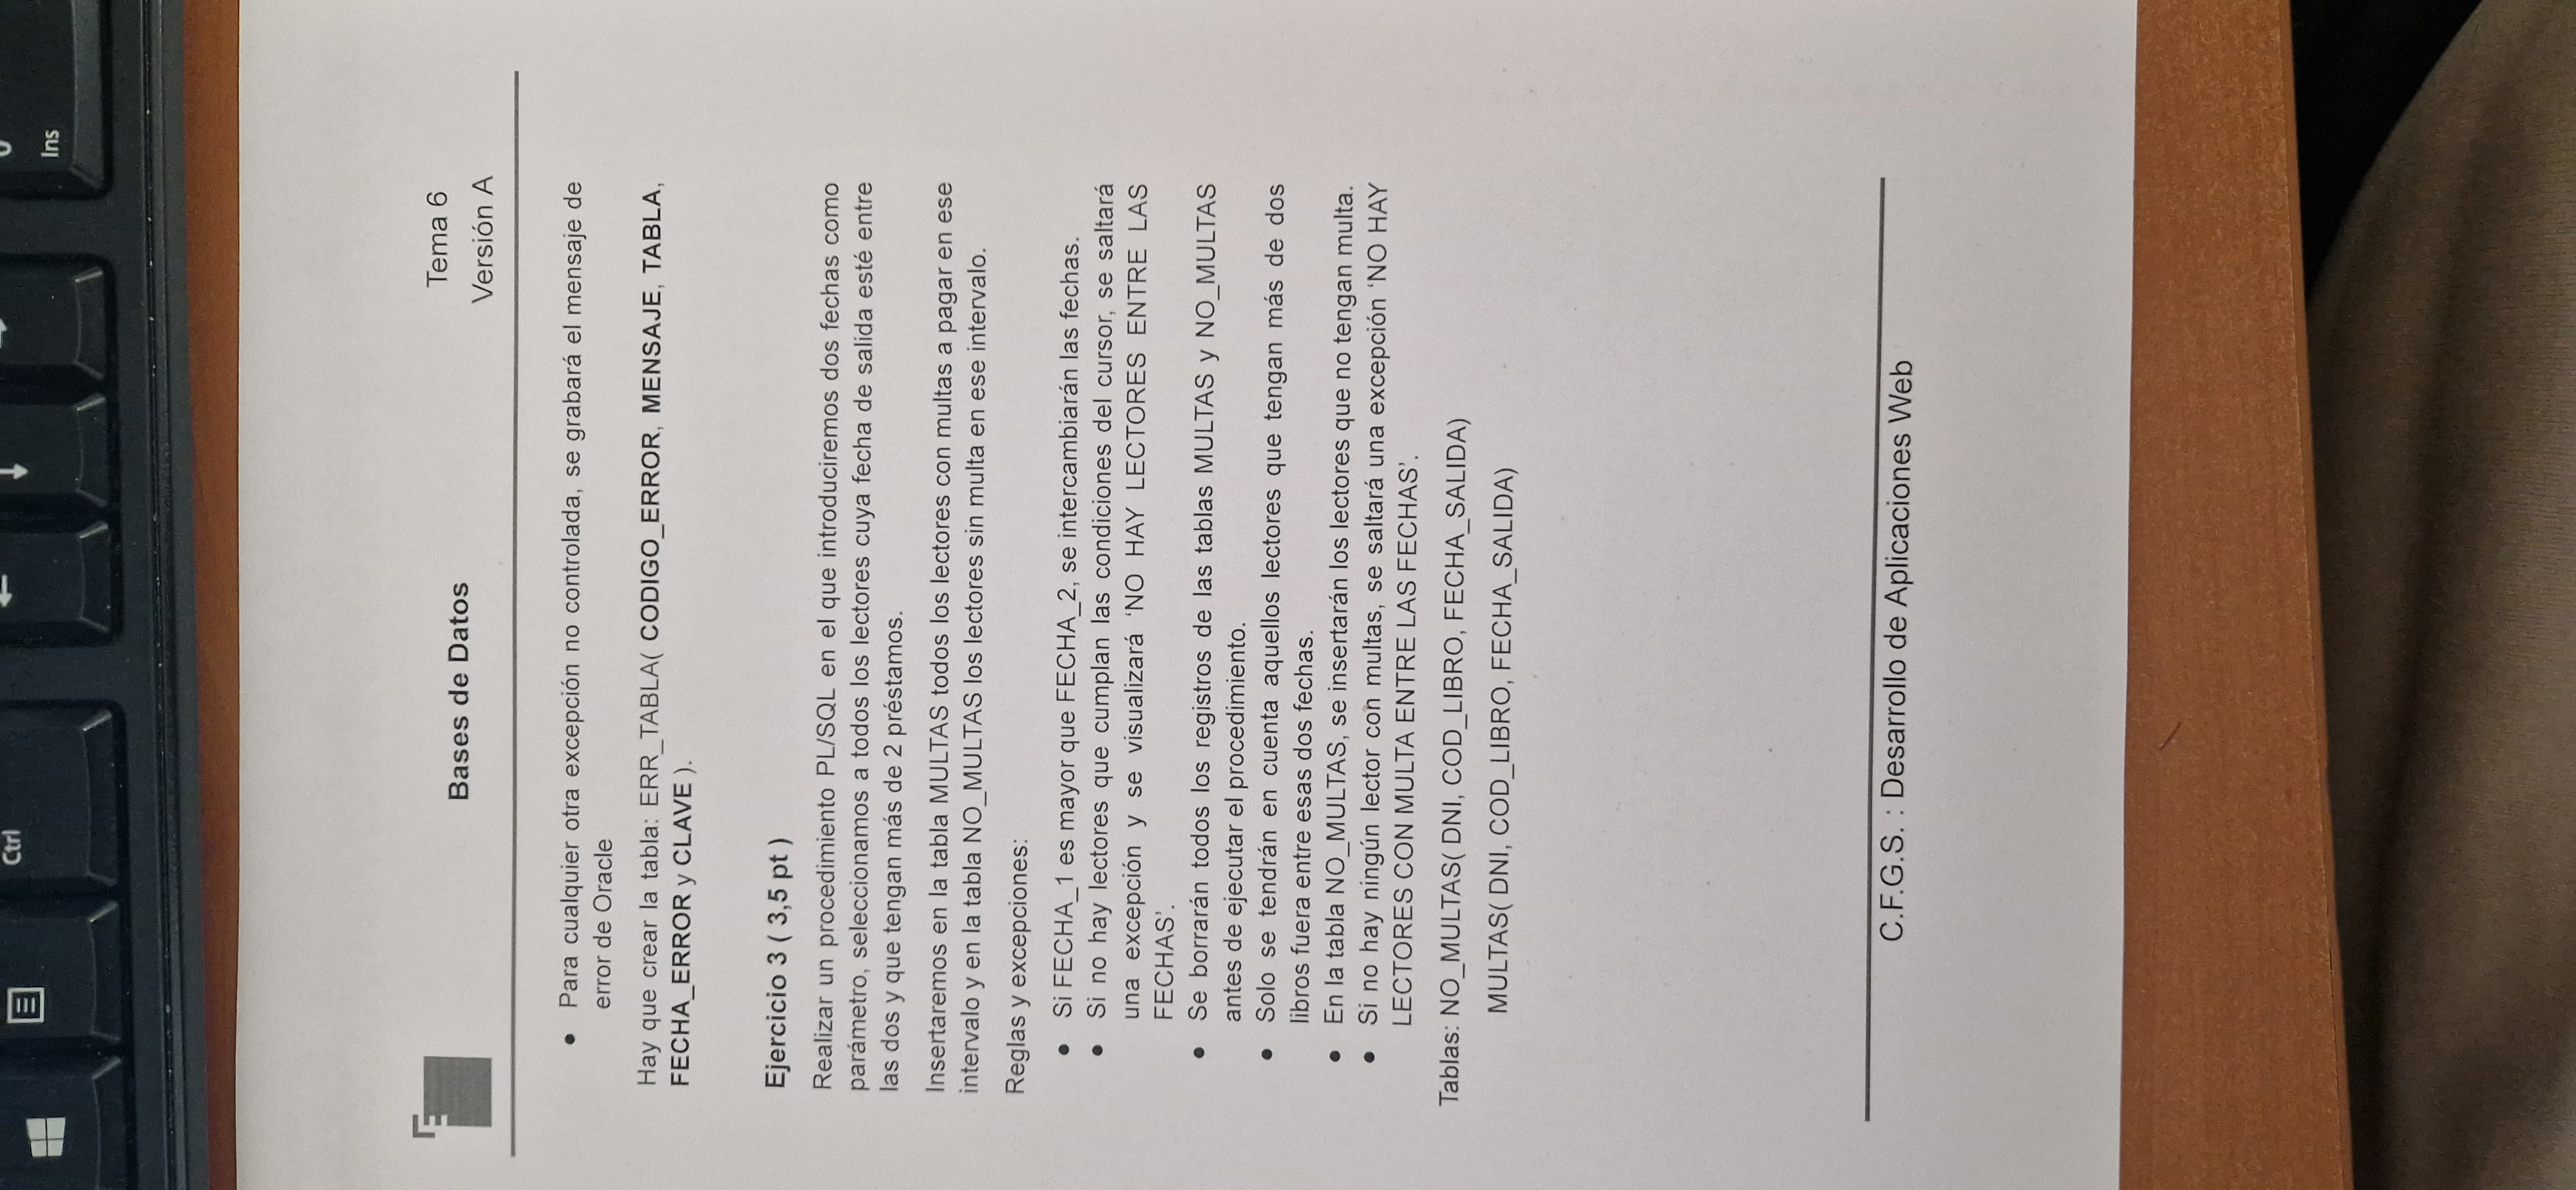 Ctrl
Ins
Bases de Datos
Tema 6
Versión A
• Para cualquier otra excepción no controlada, se grabará el mensaje de
error de Oracle
Hay que crear la tabla: ERR_TABLA( CODIGO_ERROR, MENSAJE, TABLA,
FECHA_ERROR y CLAVE ).
Ejercicio 3 ( 3,5 pt )
Realizar un procedimiento PL/SQL en el que introduciremos dos fechas como
parámetro, seleccionamos a todos los lectores cuya fecha de salida esté entre
las dos y que tengan más de 2 préstamos.
Insertaremos en la tabla MULTAS todos los lectores con multas a pagar en ese
intervalo y en la tabla NO_MULTAS los lectores sin multa en ese intervalo.
Reglas y excepciones:
• Si FECHA_1 es mayor que FECHA_2, se intercambiarán las fechas.
• Si no hay lectores que cumplan las condiciones del cursor, se saltará
una excepción y se visualizará ‘NO HAY LECTORES ENTRE LAS
FECHAS’.
• Se borrarán todos los registros de las tablas MULTAS y NO_MULTAS
antes de ejecutar el procedimiento.
• Solo se tendrán en cuenta aquellos lectores que tengan más de dos
libros fuera entre esas dos fechas.
• En la tabla NO_MULTAS, se insertarán los lectores que no tengan multa.
• Si no hay ningún lector con multas, se saltará una excepción ‘NO HAY
LECTORES CON MULTA ENTRE LAS FECHAS’.
Tablas: NO_MULTAS( DNI, COD_LIBRO, FECHA_SALIDA)
MULTAS( DNI, COD_LIBRO, FECHA_SALIDA)
C.F.G.S. : Desarrollo de Aplicaciones Web